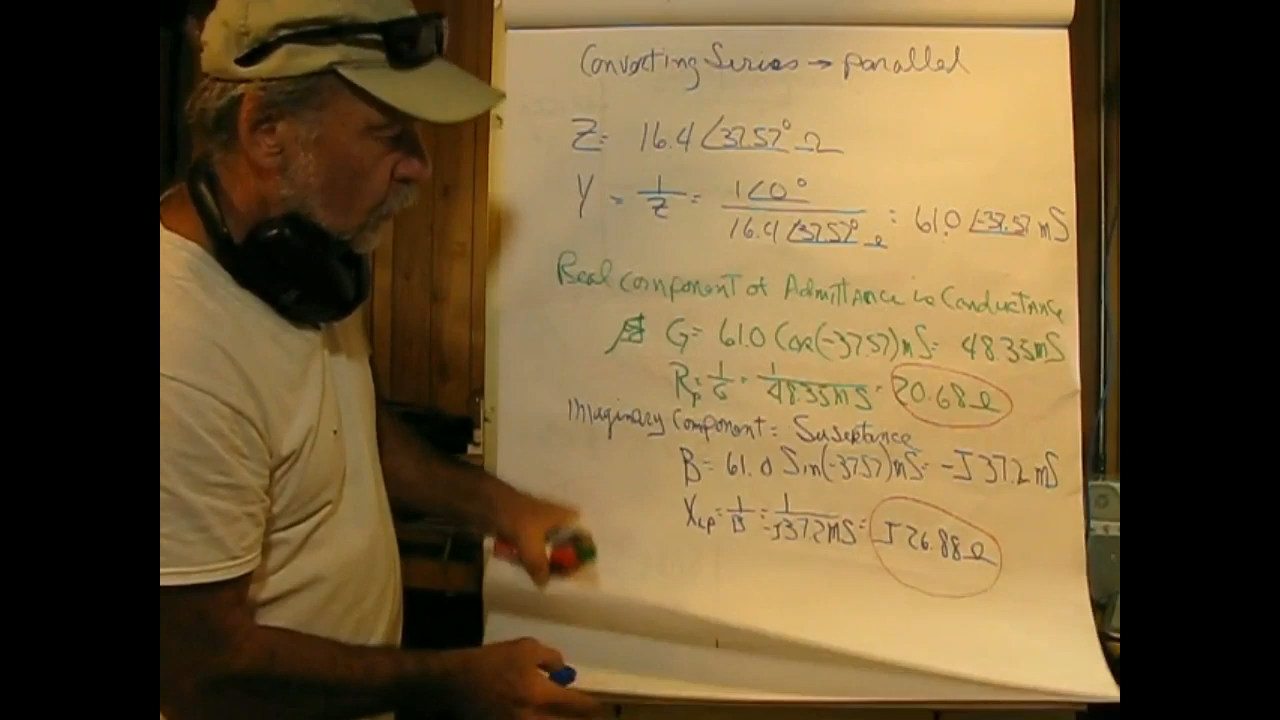 Converting Series → parallel
Z = 16.4∠37.57° Ω
Y = 1/Z = 1∠0° / 16.4∠37.57° Ω = 61.0∠-37.57 mS
Real component of Admittance is Conductance
G = 61.0 Cos(-37.57) mS = 48.35 mS
Rp = 1/G = 1/48.35 mS = 20.68 Ω
Imaginary Component = Suseptance
B = 61.0 Sin(-37.57) mS = -J 37.2 mS
XLp = 1/B = 1/-J37.2 mS = J 26.88 Ω